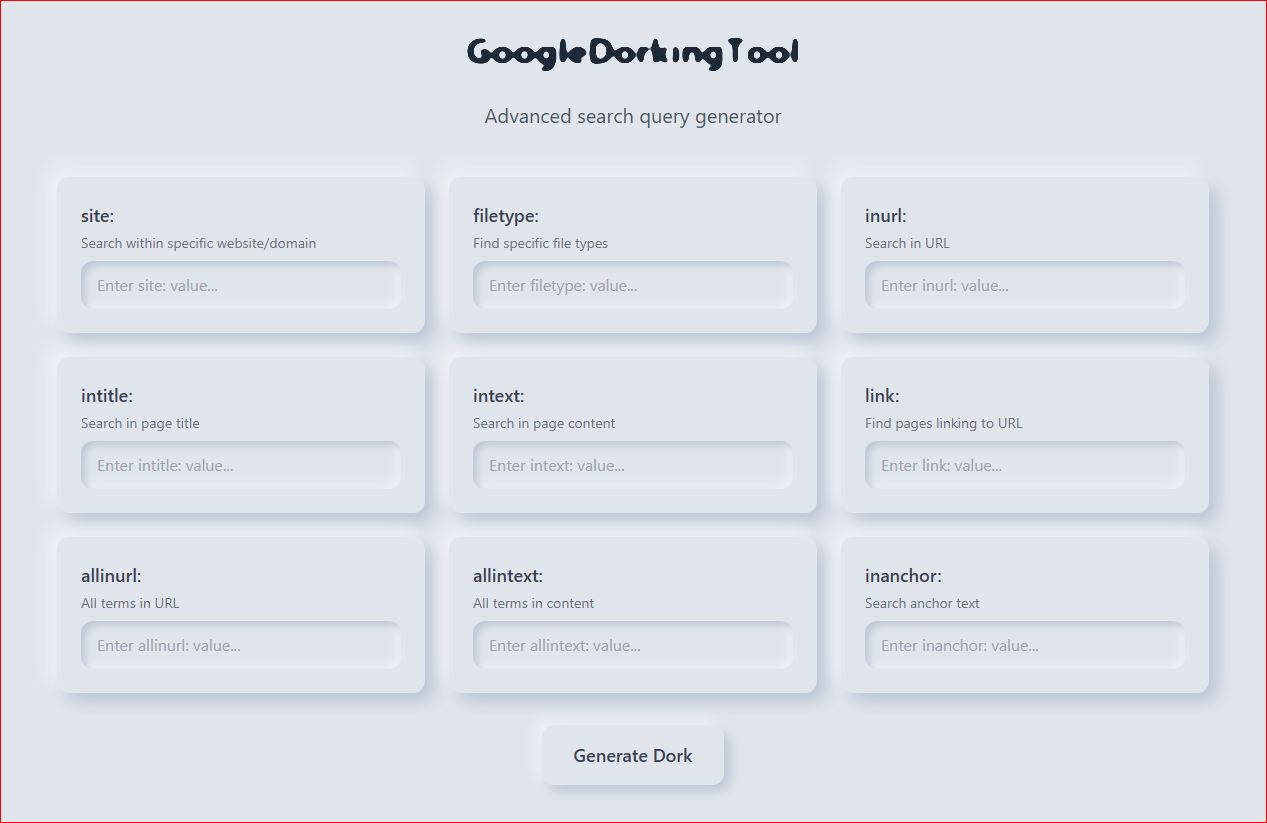 GoogleDorkingTool
Advanced search query generator
site:
Search within specific website/domain
Enter site: value...
filetype:
Find specific file types
Enter filetype: value...
inurl:
Search in URL
Enter inurl: value...
intitle:
Search in page title
Enter intitle: value...
intext:
Search in page content
Enter intext: value...
link:
Find pages linking to URL
Enter link: value...
allinurl:
All terms in URL
Enter allinurl: value...
allintext:
All terms in content
Enter allintext: value...
inanchor:
Search anchor text
Enter inanchor: value...
Generate Dork